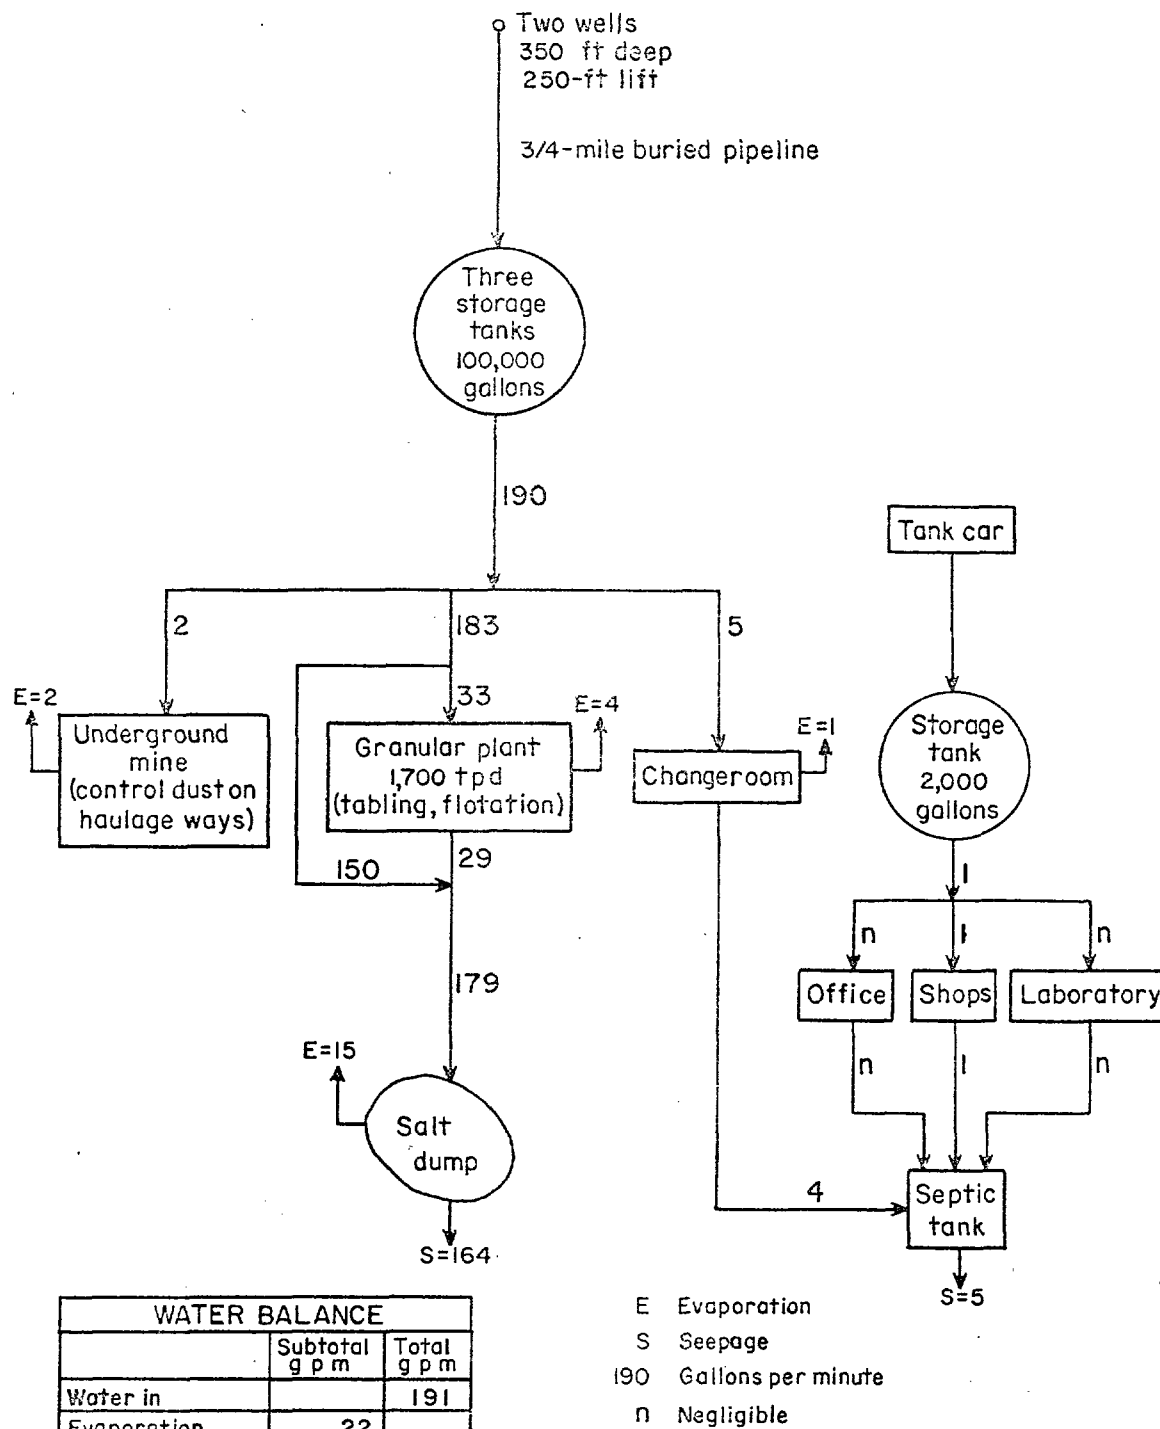 Two wells
350 ft deep
250-ft lift
3/4-mile buried pipeline
Three
storage
tanks
100,000
gallons
190
Tank car
2
183
5
33
E=2
E=4
E=1
Underground
mine
(control dust on
haulage ways)
Granular plant
1,700 tpd
(tabling, flotation)
Changeroom
Storage
tank
2,000
gallons
29
150
1
n
1
n
179
Office
Shops
Laboratory
n
1
n
E=15
Salt
dump
4
Septic
tank
S=164
S=5
WATER BALANCE
Subtotal
gpm
Total
gpm
Water in
191
Evaporation
22
E Evaporation
S Seepage
190 Gallons per minute
n Negligible